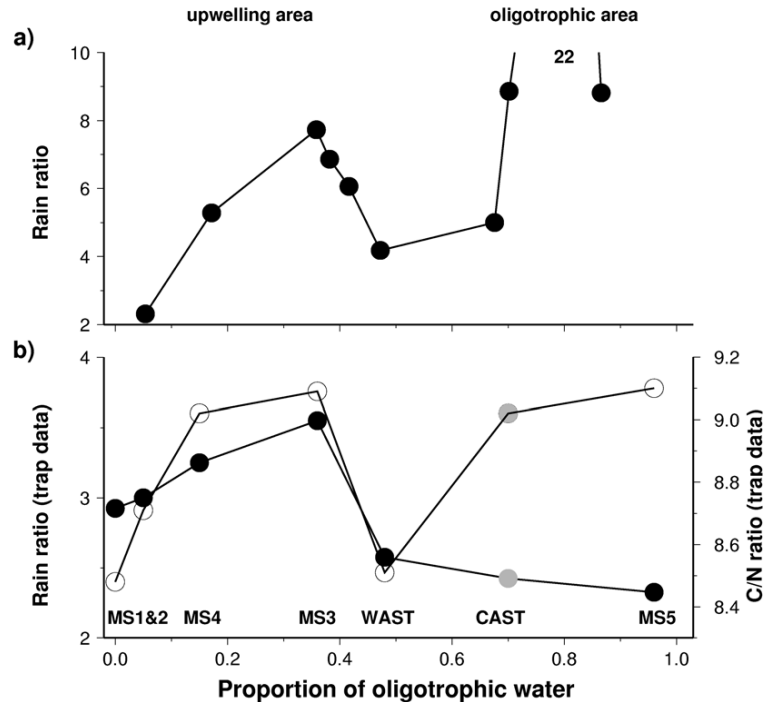 upwelling area oligotrophic area
a)
10
22
8
6
4
2
Rain ratio
b)
4
3
2
Rain ratio (trap data)
9.2
9.0
8.8
8.6
8.4
C/N ratio (trap data)
MS1&2 MS4 MS3 WAST CAST MS5
0.0 0.2 0.4 0.6 0.8 1.0
Proportion of oligotrophic water